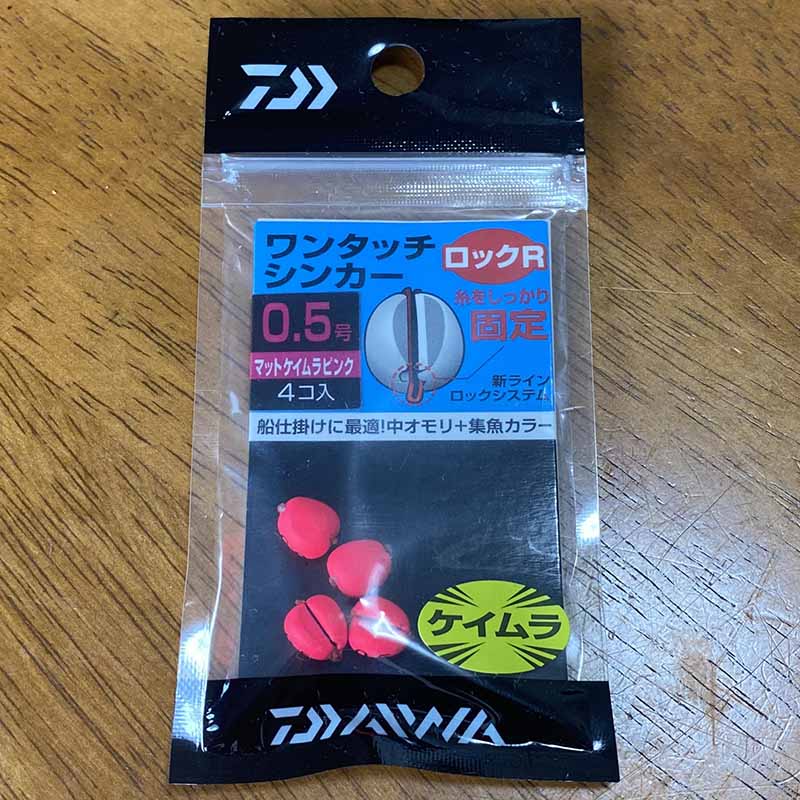 ワンタッチ
シンカー
ロックR
糸をしっかり
固定
0.5号
マットケイムラピンク
4コ入
新ライン
ロックシステム
船仕掛けに最適!中オモリ+集魚カラー
ケイムラ
DAIWA